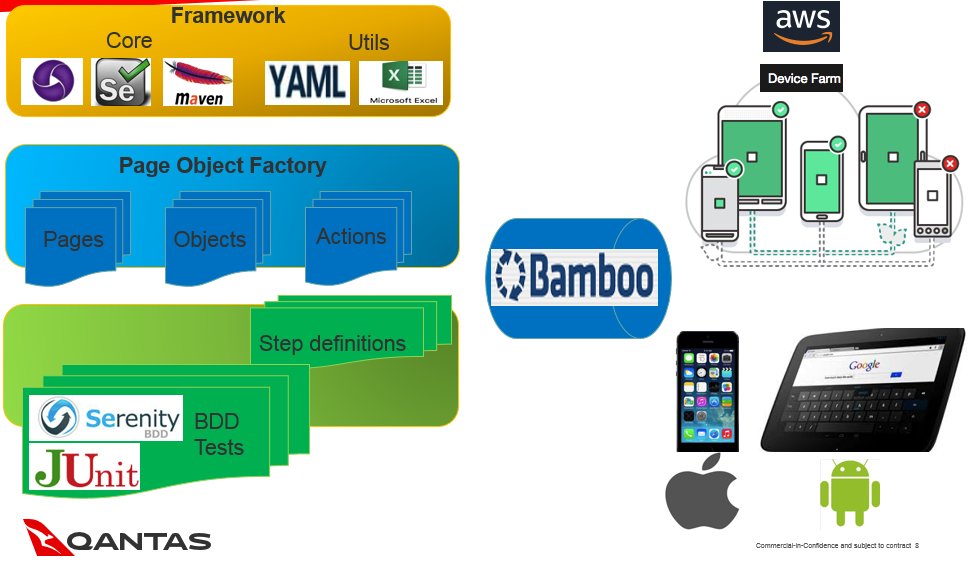 Framework
Core
Utils
Se
maven
YAML
Microsoft Excel
Page Object Factory
Pages
Objects
Actions
Step definitions
Serenity
BDD
JUnit
BDD
Tests
QANTAS
Bamboo
aws
Device Farm
Google
Commercial-in-Confidence and subject to contract 8